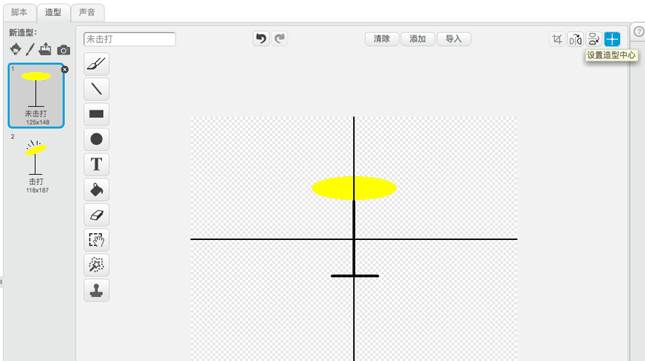 脚本 造型 声音
新造型:
未击打
清除 添加 导入
设置造型中心
1
未击打
125x148
2
击打
118x187
T
?